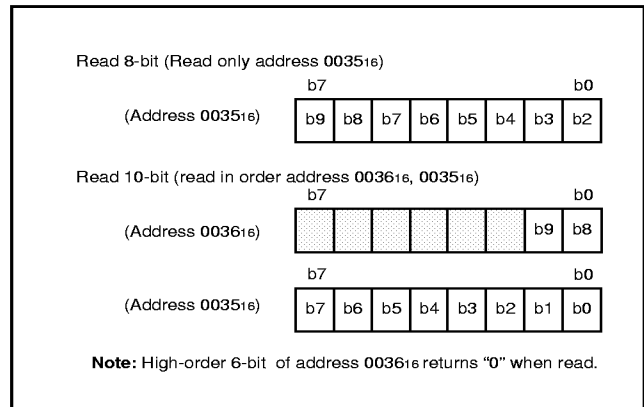 Read 8-bit (Read only address 0035₁₆)
b7 b0
(Address 0035₁₆) b9 b8 b7 b6 b5 b4 b3 b2
Read 10-bit (read in order address 0036₁₆, 0035₁₆)
b7 b0
(Address 0036₁₆) b9 b8
b7 b0
(Address 0035₁₆) b7 b6 b5 b4 b3 b2 b1 b0
Note: High-order 6-bit of address 0036₁₆ returns “0” when read.